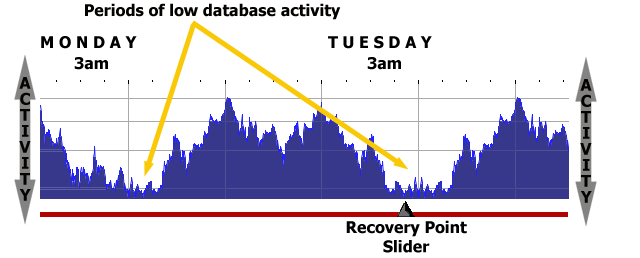 Periods of low database activity
MONDAY
3am
TUESDAY
3am
ACTIVITY
ACTIVITY
Recovery Point
Slider